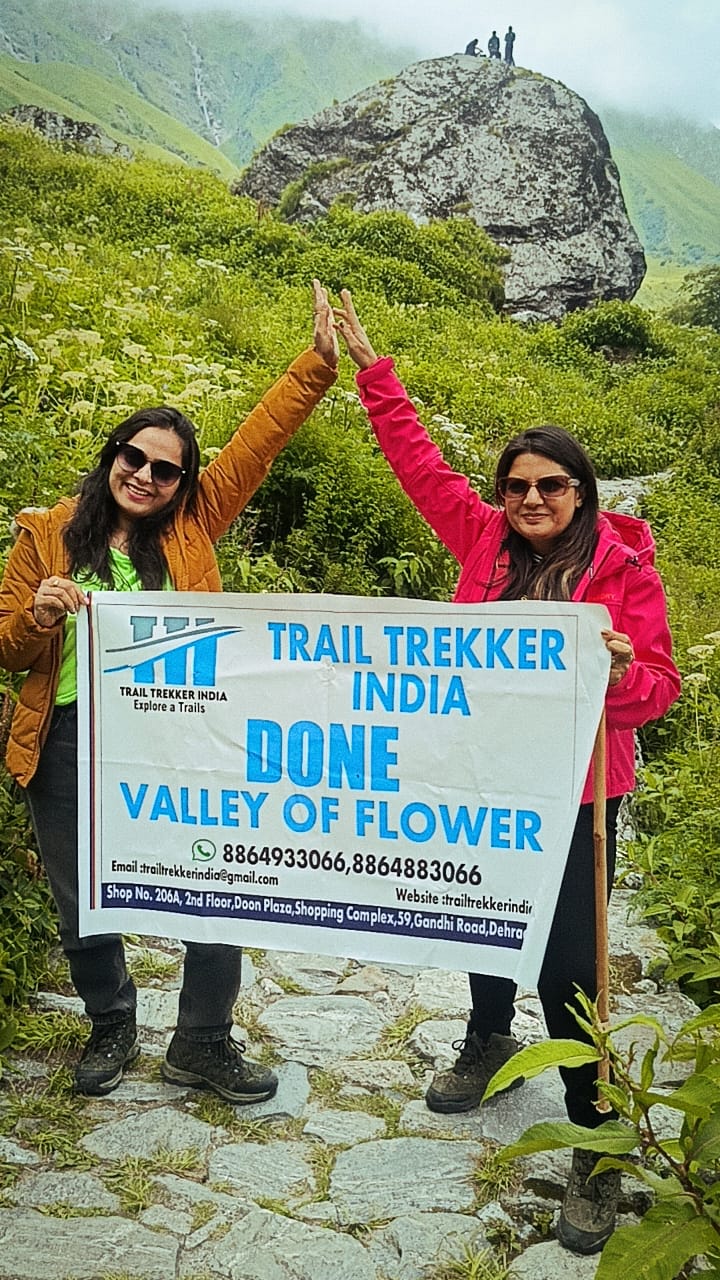 TRAIL TREKKER INDIA
Explore a Trails
TRAIL TREKKER
INDIA
DONE
VALLEY OF FLOWER
8864933066,8864883066
Email :trailtrekkerindia@gmail.com
Website :trailtrekkerindi
Shop No. 206A, 2nd Floor,Doon Plaza,Shopping Complex,59,Gandhi Road,Dehra